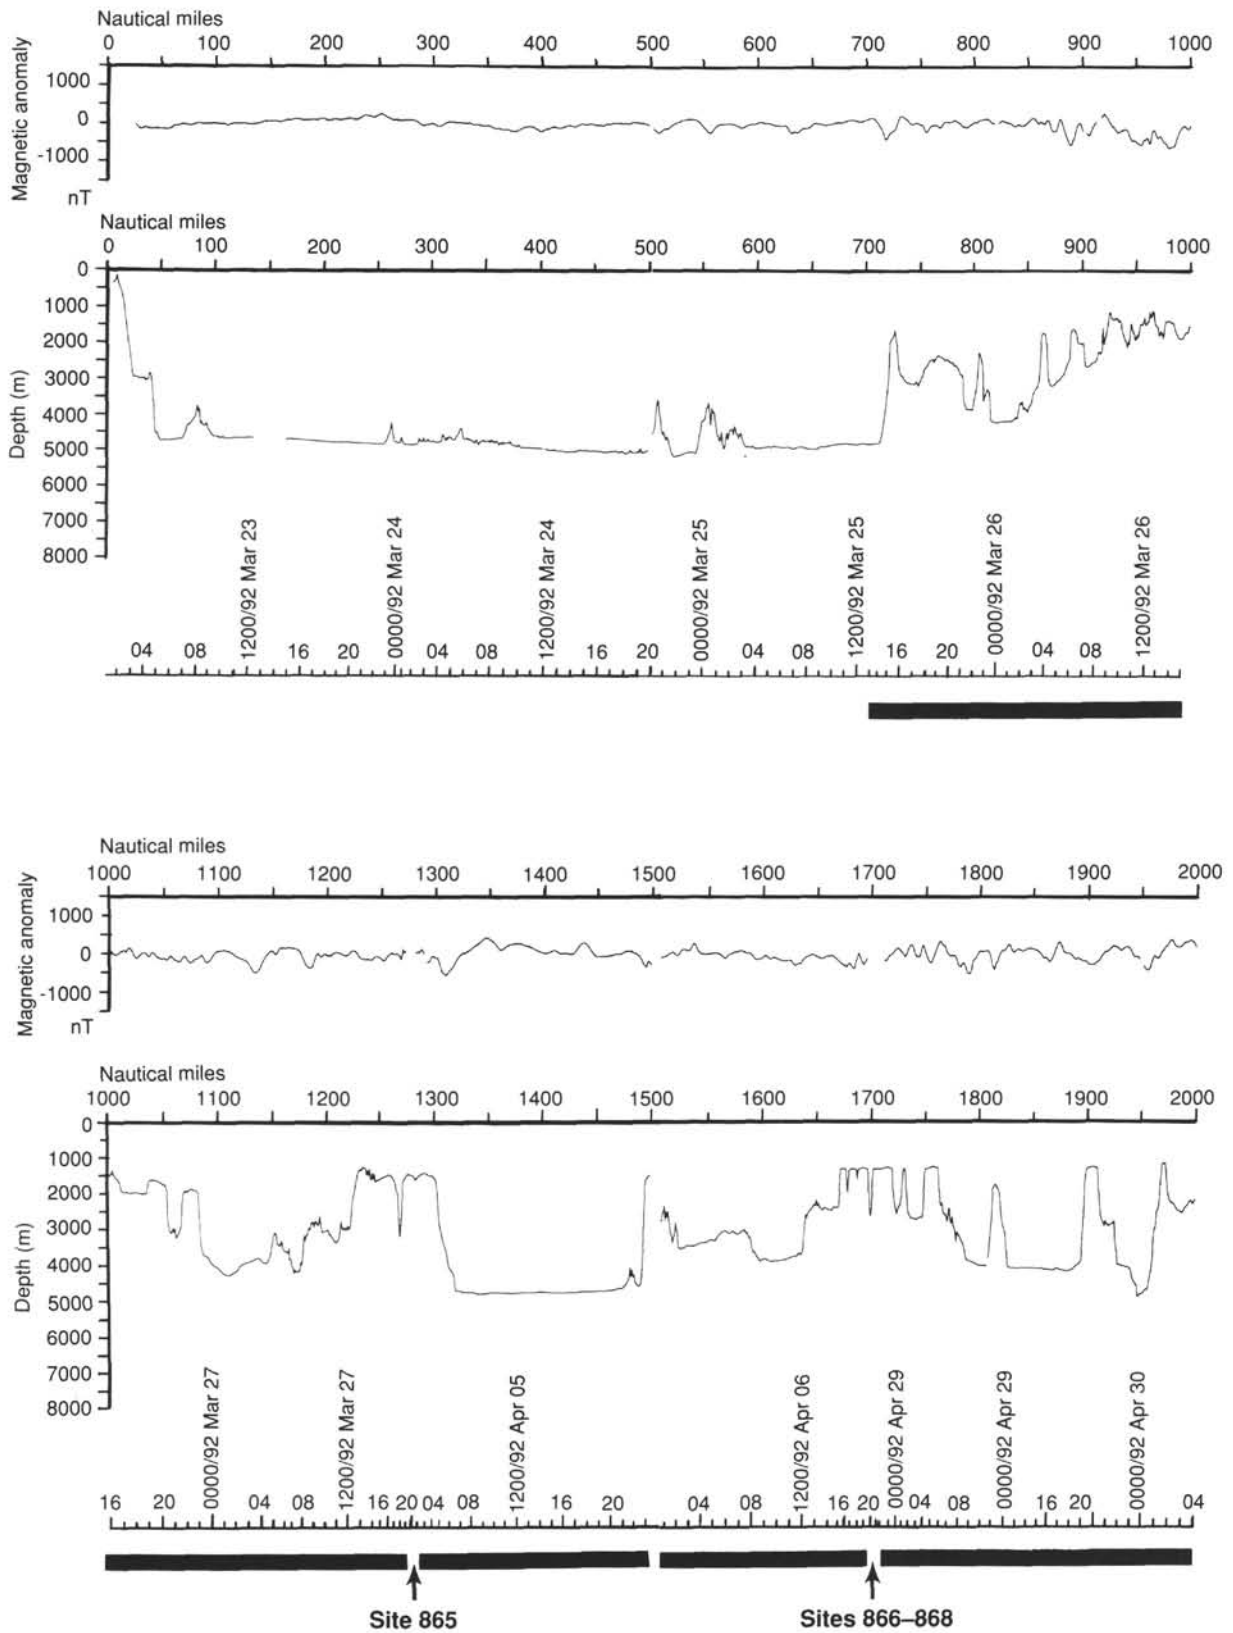 Nautical miles
0 100 200 300 400 500 600 700 800 900 1000
Magnetic anomaly
1000
0
-1000
nT
Nautical miles
0 100 200 300 400 500 600 700 800 900 1000
Depth (m)
0
1000
2000
3000
4000
5000
6000
7000
8000
1200/92 Mar 23
0000/92 Mar 24
1200/92 Mar 24
0000/92 Mar 25
1200/92 Mar 25
0000/92 Mar 26
1200/92 Mar 26
04 08 16 20 04 08 16 20 04 08 16 20 04 08
Nautical miles
1000 1100 1200 1300 1400 1500 1600 1700 1800 1900 2000
Magnetic anomaly
1000
0
-1000
nT
Nautical miles
1000 1100 1200 1300 1400 1500 1600 1700 1800 1900 2000
Depth (m)
0
1000
2000
3000
4000
5000
6000
7000
8000
0000/92 Mar 27
1200/92 Mar 27
1200/92 Apr 05
1200/92 Apr 06
0000/92 Apr 29
0000/92 Apr 29
0000/92 Apr 30
16 20 04 08 16 20 04 08 16 20 04 08 16 20 04 08 16 20 04
Site 865
Sites 866–868